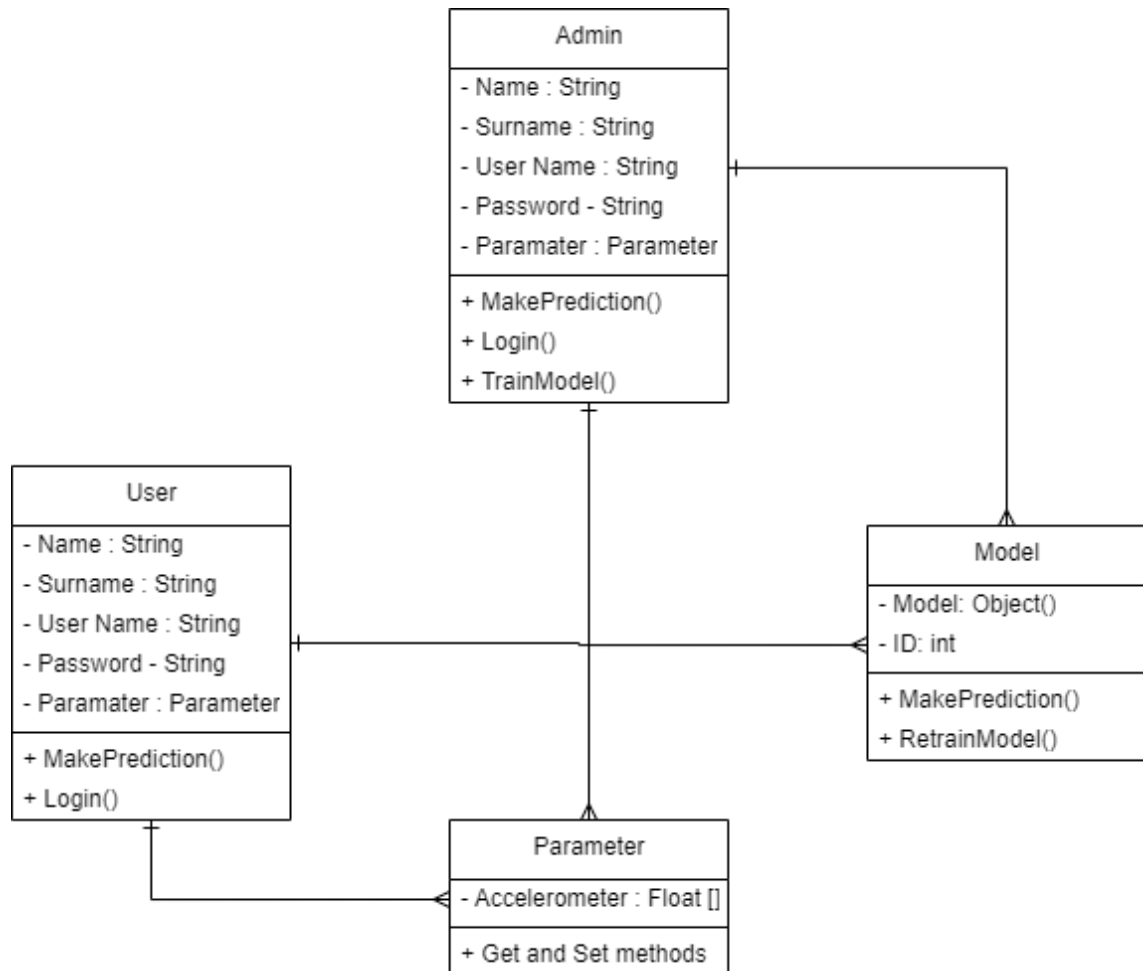 Admin
- Name : String
- Surname : String
- User Name : String
- Password - String
- Paramater : Parameter
+ MakePrediction()
+ Login()
+ TrainModel()
User
- Name : String
- Surname : String
- User Name : String
- Password - String
- Paramater : Parameter
+ MakePrediction()
+ Login()
Model
- Model: Object()
- ID: int
+ MakePrediction()
+ RetrainModel()
Parameter
- Accelerometer : Float []
+ Get and Set methods